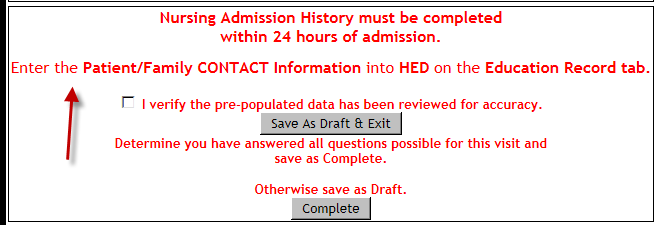 Nursing Admission History must be completed
within 24 hours of admission.
Enter the Patient/Family CONTACT Information into HED on the Education Record tab.
I verify the pre-populated data has been reviewed for accuracy.
Save As Draft & Exit
Determine you have answered all questions possible for this visit and
save as Complete.
Otherwise save as Draft.
Complete